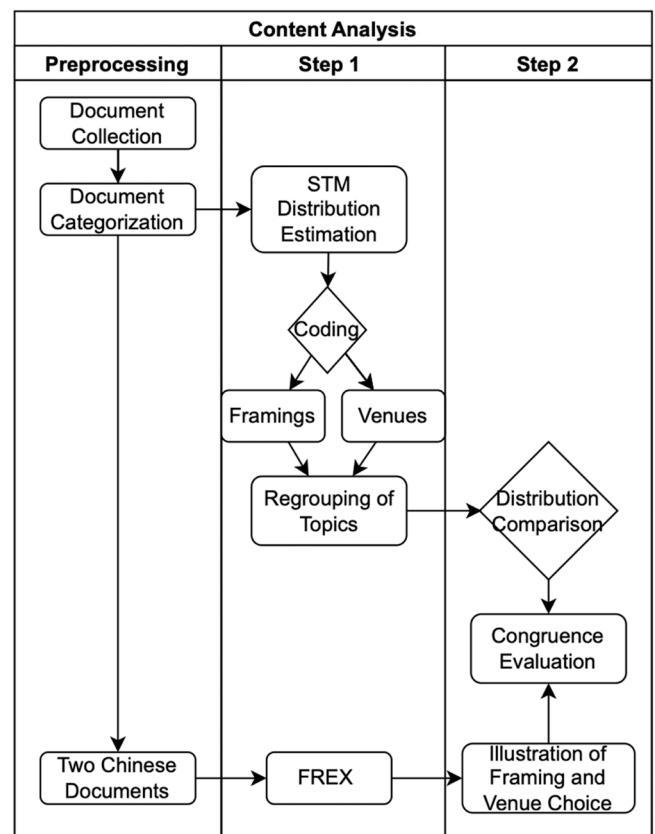 Content Analysis
Preprocessing
Step 1
Step 2
Document
Collection
Document
Categorization
STM
Distribution
Estimation
Coding
Framings
Venues
Regrouping of
Topics
Distribution
Comparison
Congruence
Evaluation
Two Chinese
Documents
FREX
Illustration of
Framing and
Venue Choice